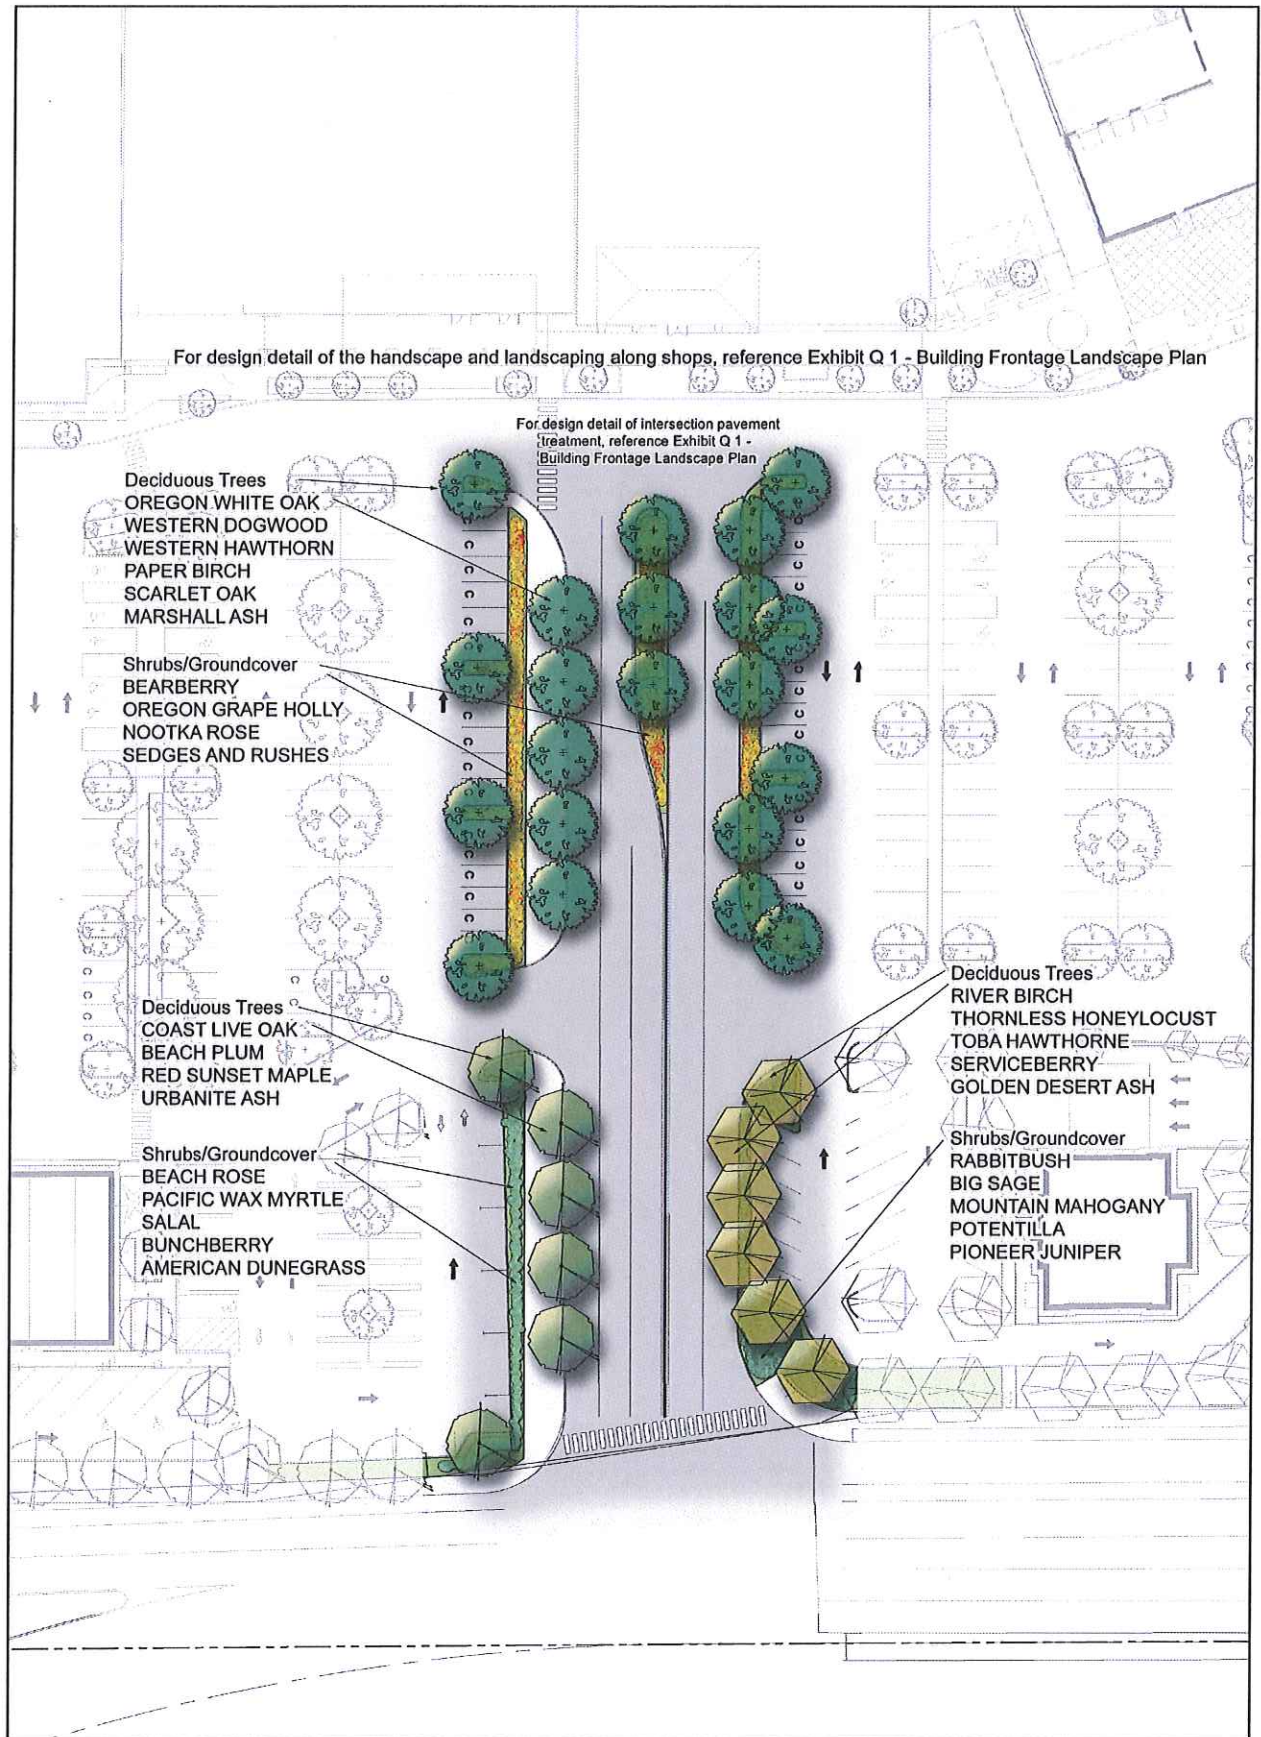 For design detail of the handscape and landscaping along shops, reference Exhibit Q 1 - Building Frontage Landscape Plan
For design detail of intersection pavement
treatment, reference Exhibit Q 1 -
Building Frontage Landscape Plan
Deciduous Trees
OREGON WHITE OAK
WESTERN DOGWOOD
WESTERN HAWTHORN
PAPER BIRCH
SCARLET OAK
MARSHALL ASH
Shrubs/Groundcover
BEARBERRY
OREGON GRAPE HOLLY
NOOTKA ROSE
SEDGES AND RUSHES
Deciduous Trees
COAST LIVE OAK
BEACH PLUM
RED SUNSET MAPLE
URBANITE ASH
Shrubs/Groundcover
BEACH ROSE
PACIFIC WAX MYRTLE
SALAL
BUNCHBERRY
AMERICAN DUNEGRASS
Deciduous Trees
RIVER BIRCH
THORNLESS HONEYLOCUST
TOBA HAWTHORNE
SERVICEBERRY
GOLDEN DESERT ASH
Shrubs/Groundcover
RABBITBUSH
BIG SAGE
MOUNTAIN MAHOGANY
POTENTILLA
PIONEER JUNIPER